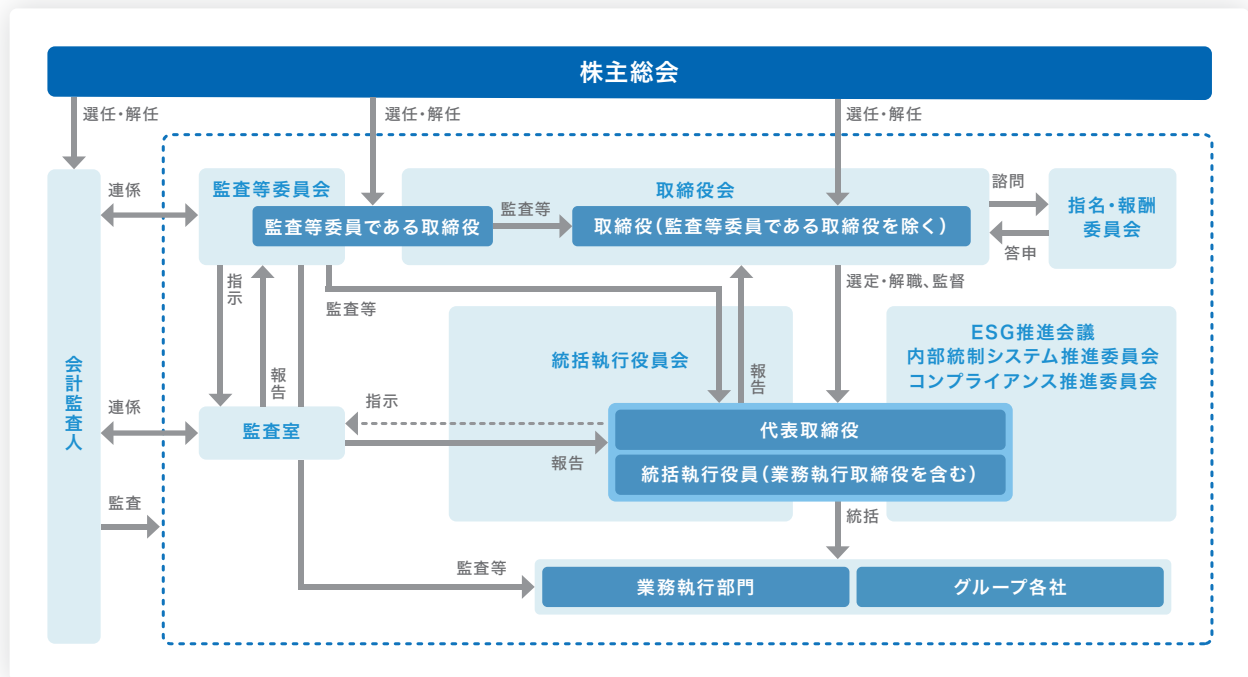 株主総会
選任・解任
選任・解任
選任・解任
監査等委員会
取締役会
連係
監査等委員である取締役
監査等
取締役(監査等委員である取締役を除く)
諮問
指名・報酬
委員会
答申
指示
監査等
選定・解職、監督
報告
統括執行役員会
報告
ESG推進会議
内部統制システム推進委員会
コンプライアンス推進委員会
会計監査人
連係
監査室
指示
報告
代表取締役
統括執行役員(業務執行取締役を含む)
監査
統括
監査等
業務執行部門
グループ各社